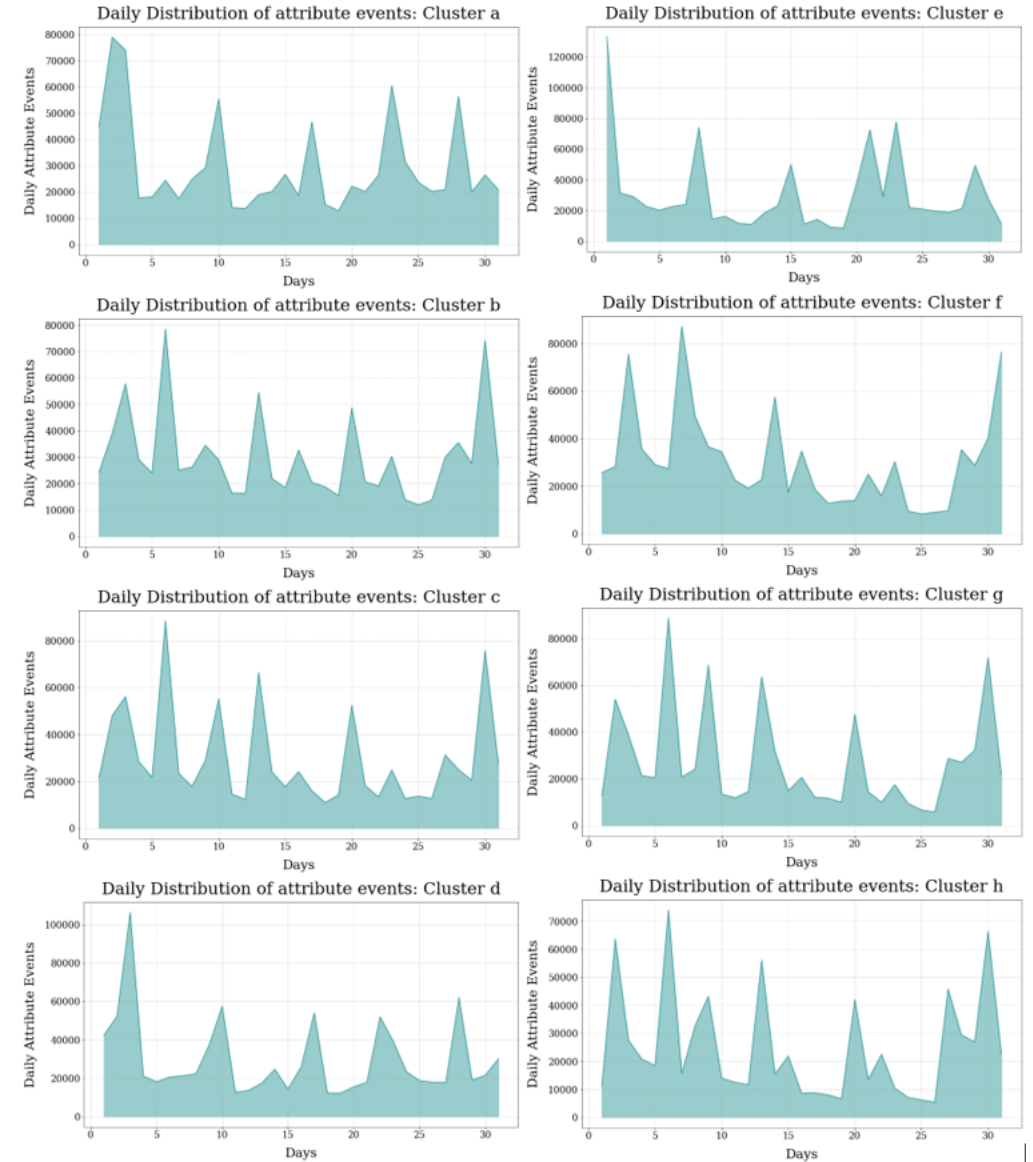 Daily Distribution of attribute events: Cluster a
Daily Attribute Events
80000
70000
60000
50000
40000
30000
20000
10000
0
0 5 10 15 20 25 30
Days
Daily Distribution of attribute events: Cluster e
Daily Attribute Events
120000
100000
80000
60000
40000
20000
0
0 5 10 15 20 25 30
Days
Daily Distribution of attribute events: Cluster b
Daily Attribute Events
80000
70000
60000
50000
40000
30000
20000
10000
0
0 5 10 15 20 25 30
Days
Daily Distribution of attribute events: Cluster f
Daily Attribute Events
80000
60000
40000
20000
0
0 5 10 15 20 25 30
Days
Daily Distribution of attribute events: Cluster c
Daily Attribute Events
80000
60000
40000
20000
0
0 5 10 15 20 25 30
Days
Daily Distribution of attribute events: Cluster g
Daily Attribute Events
80000
60000
40000
20000
0
0 5 10 15 20 25 30
Days
Daily Distribution of attribute events: Cluster d
Daily Attribute Events
100000
80000
60000
40000
20000
0
0 5 10 15 20 25 30
Days
Daily Distribution of attribute events: Cluster h
Daily Attribute Events
70000
60000
50000
40000
30000
20000
10000
0
0 5 10 15 20 25 30
Days